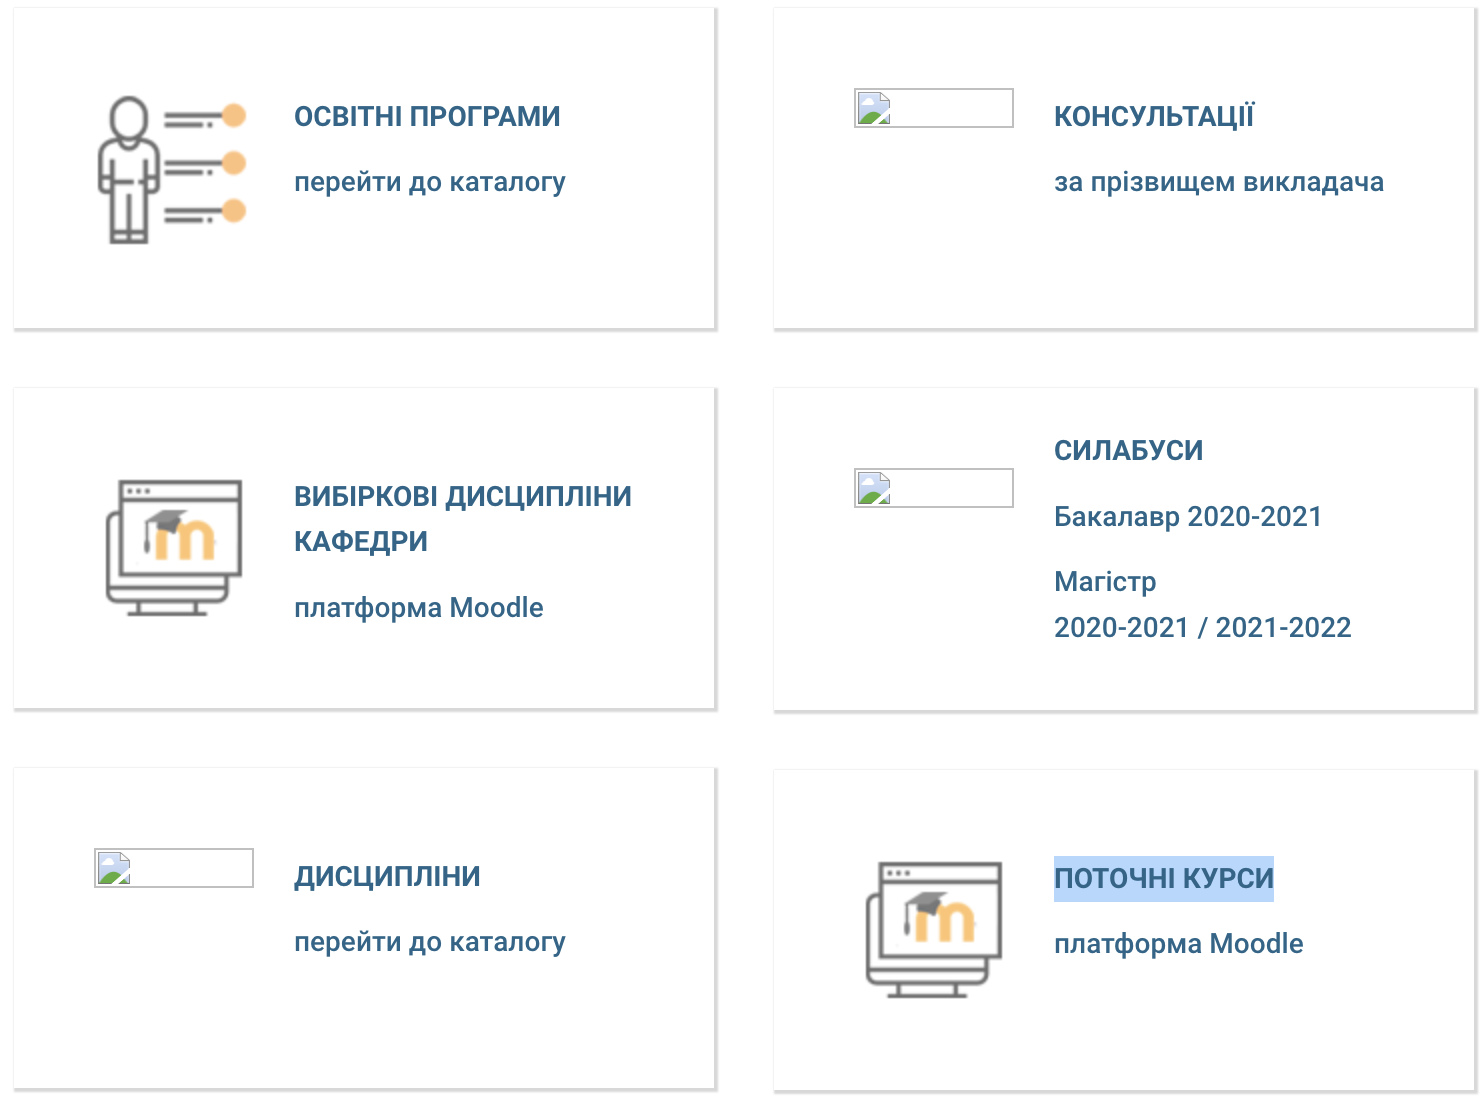 ОСВІТНІ ПРОГРАМИ
перейти до каталогу
КОНСУЛЬТАЦІЇ
за прізвищем викладача
ВИБІРКОВІ ДИСЦИПЛІНИ
КАФЕДРИ
платформа Moodle
СИЛАБУСИ
Бакалавр 2020-2021
Магістр
2020-2021 / 2021-2022
ДИСЦИПЛІНИ
перейти до каталогу
ПОТОЧНІ КУРСИ
платформа Moodle